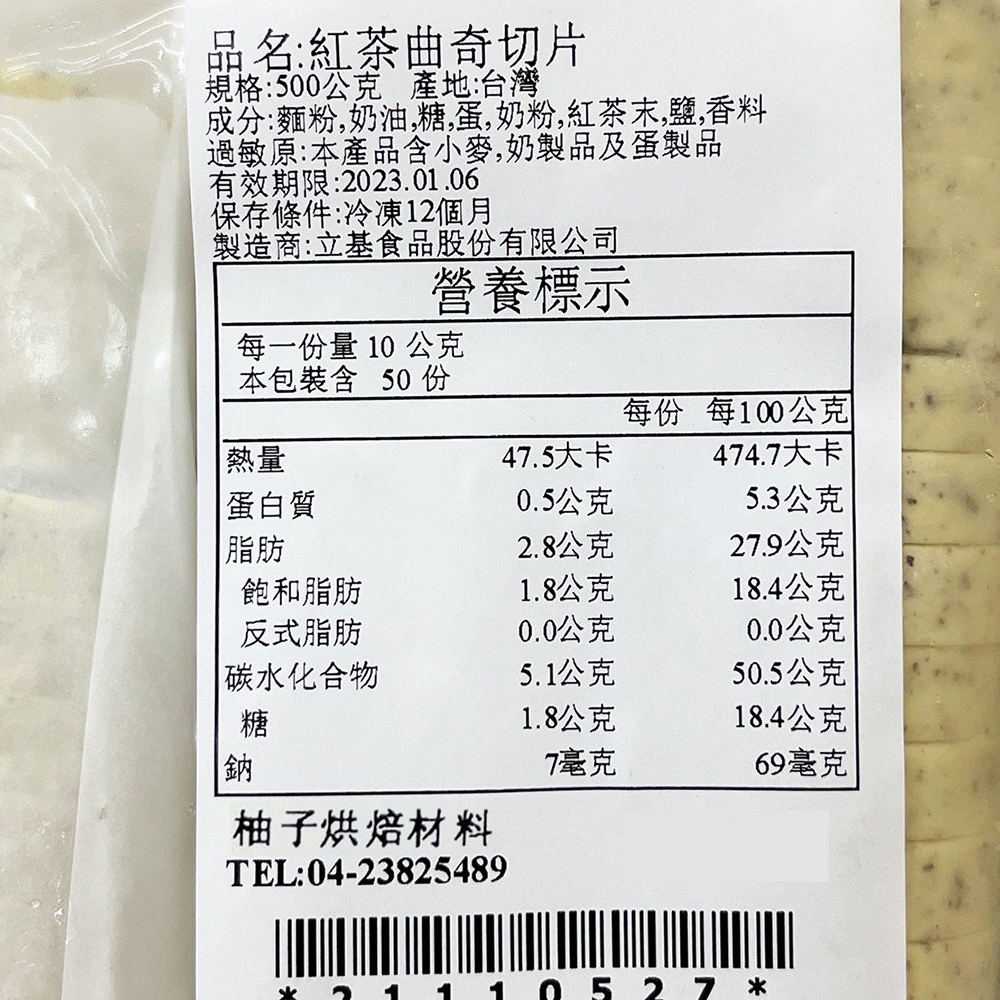 品名:紅茶曲奇切片
規格:500公克 產地:台灣
成分:麵粉,奶油,糖,蛋,奶粉,紅茶末,鹽,香料
過敏原:本產品含小麥,奶製品及蛋製品
有效期限:2023.01.06
保存條件:冷凍12個月
製造商:立基食品股份有限公司
營養標示
每一份量 10 公克
本包裝含 50 份
每份 每100公克
熱量 47.5大卡 474.7大卡
蛋白質 0.5公克 5.3公克
脂肪 2.8公克 27.9公克
飽和脂肪 1.8公克 18.4公克
反式脂肪 0.0公克 0.0公克
碳水化合物 5.1公克 50.5公克
糖 1.8公克 18.4公克
鈉 7毫克 69毫克
柚子烘焙材料
TEL:04-23825489
*21110527*